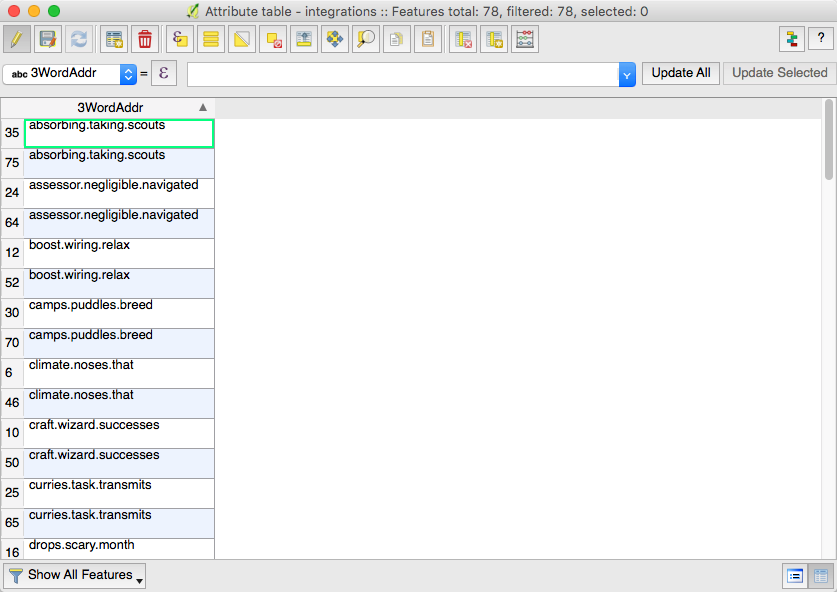 Attribute table - integrations :: Features total: 78, filtered: 78, selected: 0
abc 3WordAddr = ε Update All Update Selected
3WordAddr
35 absorbing.taking.scouts
75 absorbing.taking.scouts
24 assessor.negligible.navigated
64 assessor.negligible.navigated
12 boost.wiring.relax
52 boost.wiring.relax
30 camps.puddles.breed
70 camps.puddles.breed
6 climate.noses.that
46 climate.noses.that
10 craft.wizard.successes
50 craft.wizard.successes
25 curries.task.transmits
65 curries.task.transmits
16 drops.scary.month
Show All Features